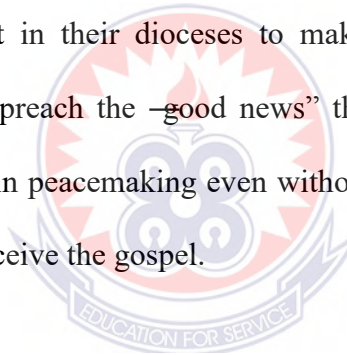 t in their dioceses to mak
preach the –good news” th
in peacemaking even witho
ceive the gospel.
EDUCATION FOR SERVICE